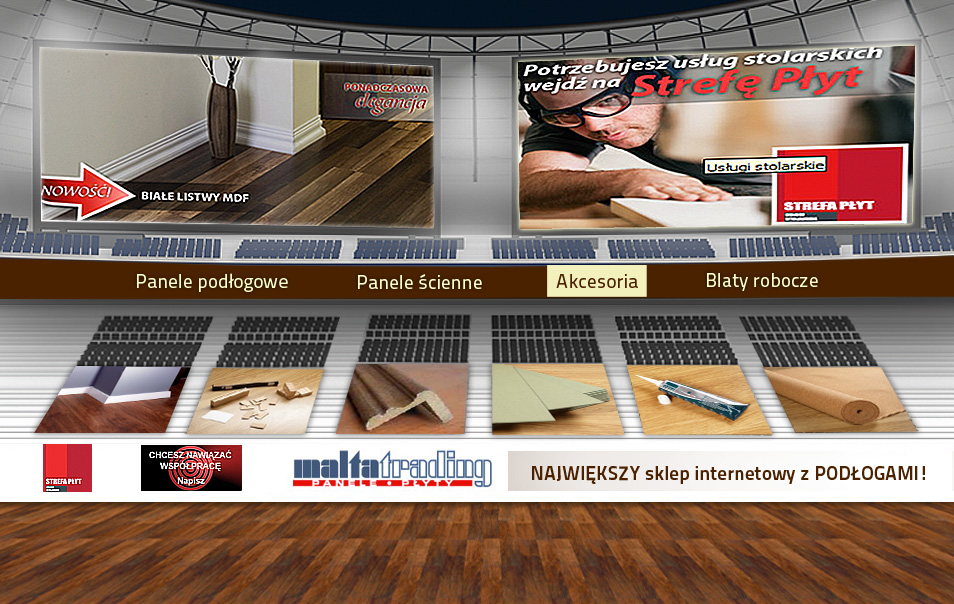 PONADCZASOWA
elegancja
NOWOŚĆI
BIAŁE LISTWY MDF
Potrzebujesz usług stolarskich
wejdź na Strefę Płyt
Usługi stolarskie
STREFA PŁYT
Panele podłogowe
Panele ścienne
Akcesoria
Blaty robocze
STREFA PŁYT
CHCESZ NAWIĄZAĆ
WSPÓŁPRACĘ
Napisz
maltatrading
PANELE • PŁYTY
NAJWIĘKSZY sklep internetowy z PODŁOGAMI!